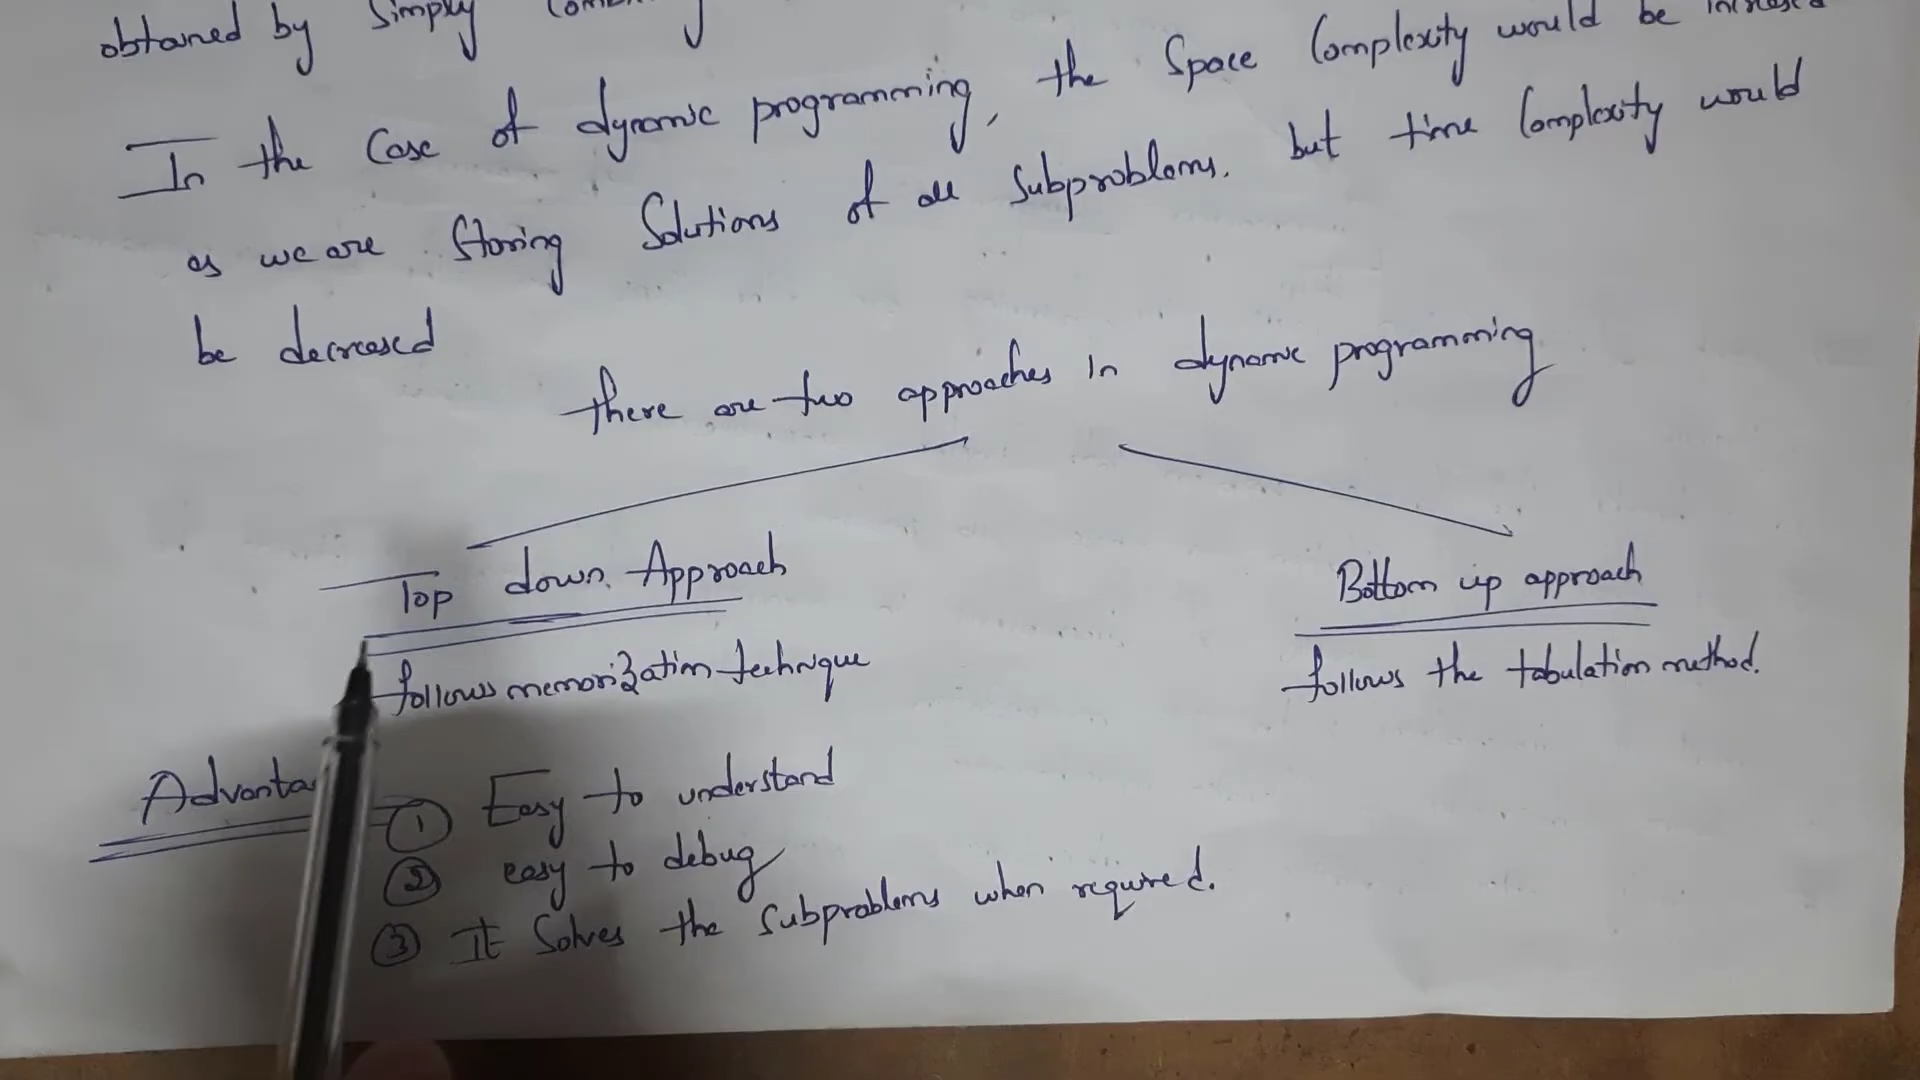 obtained by simply
In the Case of dynamic programming, the Space Complexity would be
as we are Storing Solutions of all Subproblems. but time Complexity would
be decreased
there are two approaches in dynamic programming
Top down Approach
Bottom up approach
follows memorization technique
follows the tabulation method.
Advanta
① Easy to understand
② easy to debug
③ It Solves the Subproblems when required.